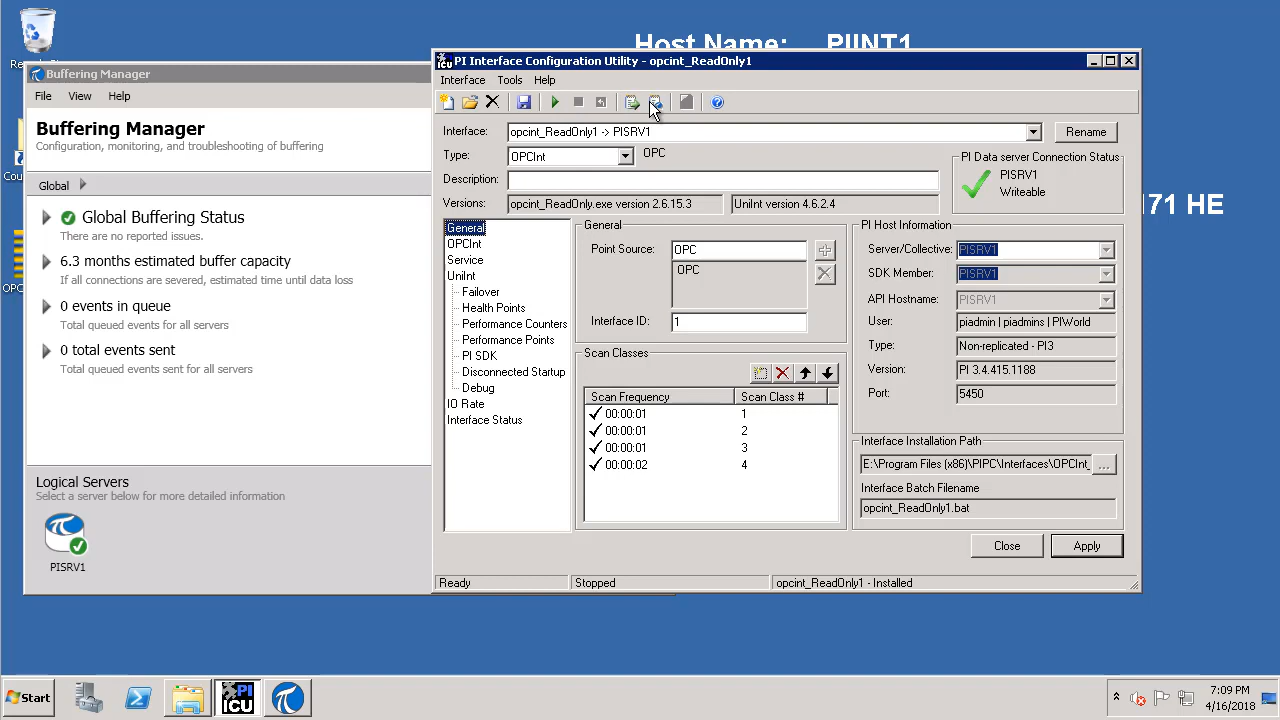 Host Name: PIINT1
171 HE
Buffering Manager
File View Help
Buffering Manager
Configuration, monitoring, and troubleshooting of buffering
Global
Global Buffering Status
There are no reported issues.
6.3 months estimated buffer capacity
If all connections are severed, estimated time until data loss
0 events in queue
Total queued events for all servers
0 total events sent
Total queued events sent for all servers
Logical Servers
Select a server below for more detailed information
PISRV1
PI Interface Configuration Utility - opcint_ReadOnly1
Interface Tools Help
Interface: opcint_ReadOnly1 -> PISRV1
Rename
Type: OPCInt OPC
Description:
Versions: opcint_ReadOnly.exe version 2.6.15.3 UniInt version 4.6.2.4
PI Data server Connection Status
PISRV1
Writeable
General
OPCInt
Service
UniInt
Failover
Health Points
Performance Counters
Performance Points
PI SDK
Disconnected Startup
Debug
IO Rate
Interface Status
General
Point Source: OPC
OPC
Interface ID: 1
Scan Classes
Scan Frequency Scan Class #
00:00:01 1
00:00:01 2
00:00:01 3
00:00:02 4
PI Host Information
Server/Collective: PISRV1
SDK Member: PISRV1
API Hostname: PISRV1
User: piadmin | piadmins | PIWorld
Type: Non-replicated - PI3
Version: PI 3.4.415.1188
Port: 5450
Interface Installation Path
E:\Program Files (x86)\PIPC\Interfaces\OPCInt_
...
Interface Batch Filename
opcint_ReadOnly1.bat
Close Apply
Ready Stopped opcint_ReadOnly1 - Installed
Start
PI
ICU
7:09 PM
4/16/2018